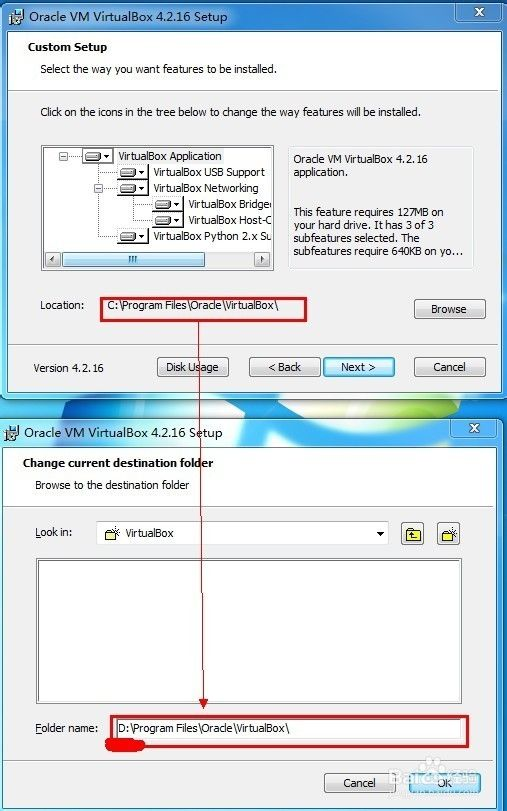 Oracle VM VirtualBox 4.2.16 Setup
Custom Setup
Select the way you want features to be installed.
Click on the icons in the tree below to change the way features will be installed.
VirtualBox Application
VirtualBox USB Support
VirtualBox Networking
VirtualBox Bridge
VirtualBox Host-C
VirtualBox Python 2.x Su
Oracle VM VirtualBox 4.2.16
application.
This feature requires 127MB on
your hard drive. It has 3 of 3
subfeatures selected. The
subfeatures require 640KB on yo...
Location:
C:\Program Files\Oracle\VirtualBox\
Browse
Version 4.2.16
Disk Usage
< Back
Next >
Cancel
Oracle VM VirtualBox 4.2.16 Setup
Change current destination folder
Browse to the destination folder
Look in:
VirtualBox
Folder name:
D:\Program Files\Oracle\VirtualBox\
Cancel
OK